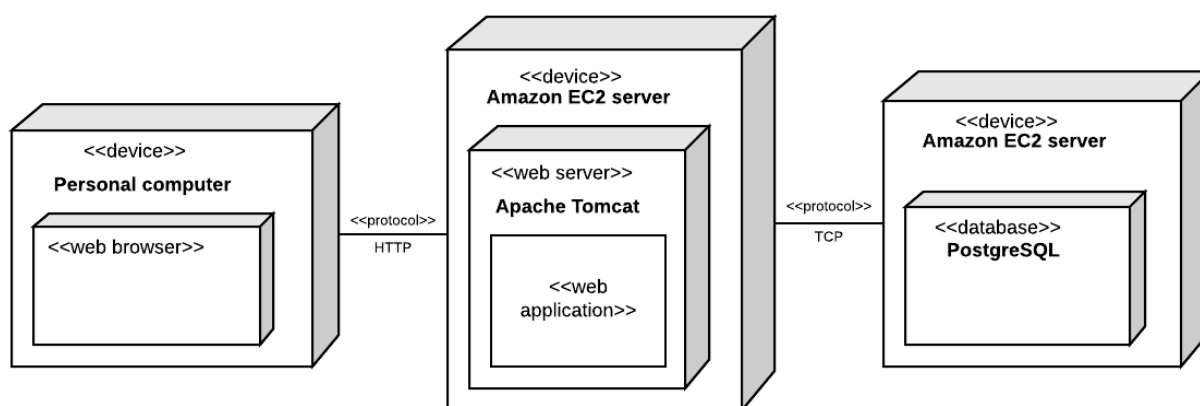 <<device>>
Personal computer
<<web browser>>
<<protocol>>
HTTP
<<device>>
Amazon EC2 server
<<web server>>
Apache Tomcat
<<web
application>>
<<protocol>>
TCP
<<device>>
Amazon EC2 server
<<database>>
PostgreSQL